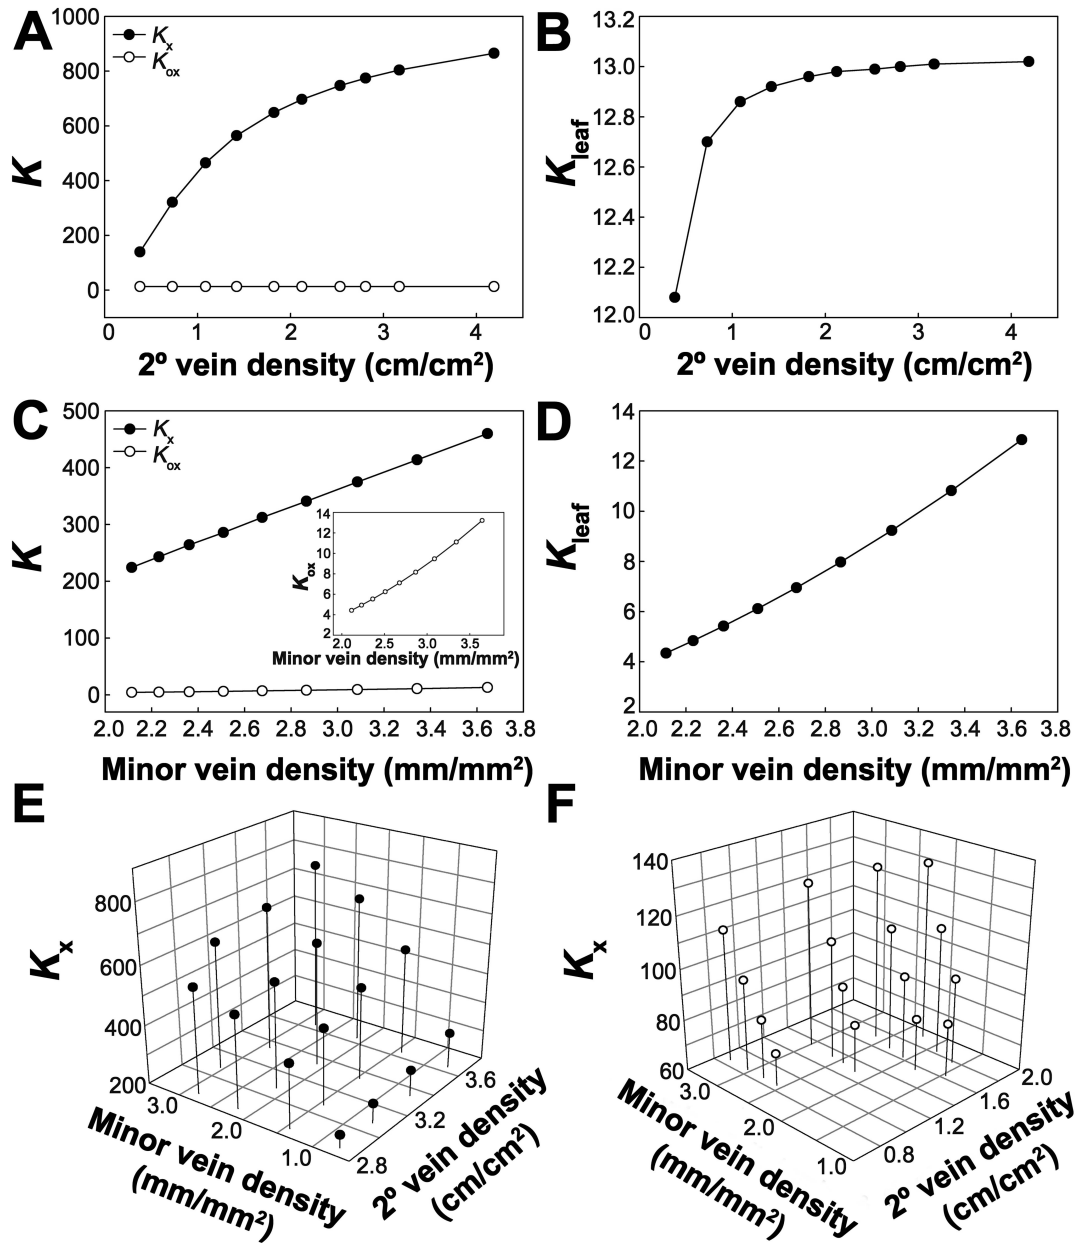 A
1000
800
600
400
200
0
K
Kx
Kox
0 1 2 3 4
2º vein density (cm/cm²)
B
13.2
13.0
12.8
12.6
12.4
12.2
12.0
Kleaf
0 1 2 3 4
2º vein density (cm/cm²)
C
500
400
300
200
100
0
K
Kx
Kox
14
12
10
8
6
4
2
Kox
2.0 2.5 3.0 3.5
Minor vein density (mm/mm²)
2.0 2.2 2.4 2.6 2.8 3.0 3.2 3.4 3.6 3.8
Minor vein density (mm/mm²)
D
14
12
10
8
6
4
2
Kleaf
2.0 2.2 2.4 2.6 2.8 3.0 3.2 3.4 3.6 3.8
Minor vein density (mm/mm²)
E
800
600
400
200
Kx
3.0
2.0
1.0
Minor vein density
(mm/mm²)
2.8
3.2
3.6
2º vein density
(cm/cm²)
F
140
120
100
80
60
Kx
3.0
2.0
1.0
Minor vein density
(mm/mm²)
0.8
1.2
1.6
2.0
2º vein density
(cm/cm²)